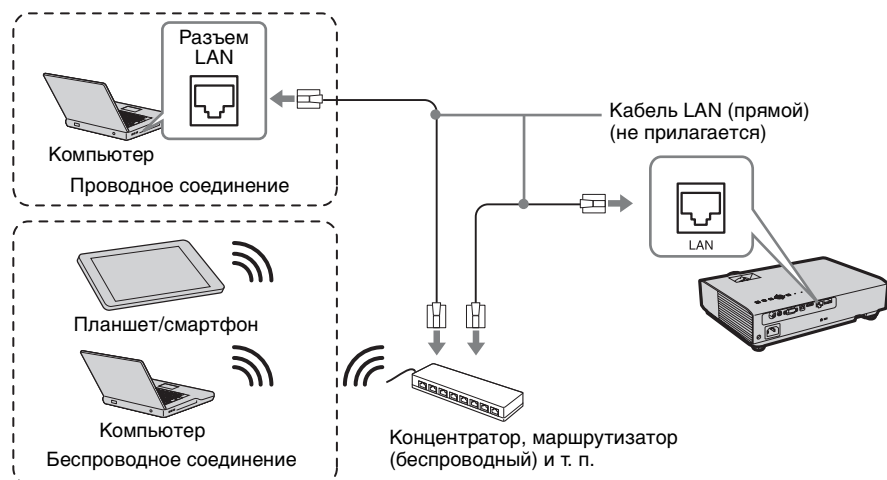 Разъем
LAN
Компьютер
Проводное соединение
Кабель LAN (прямой)
(не прилагается)
LAN
Планшет/смартфон
Компьютер
Беспроводное соединение
Концентратор, маршрутизатор
(беспроводный) и т. п.